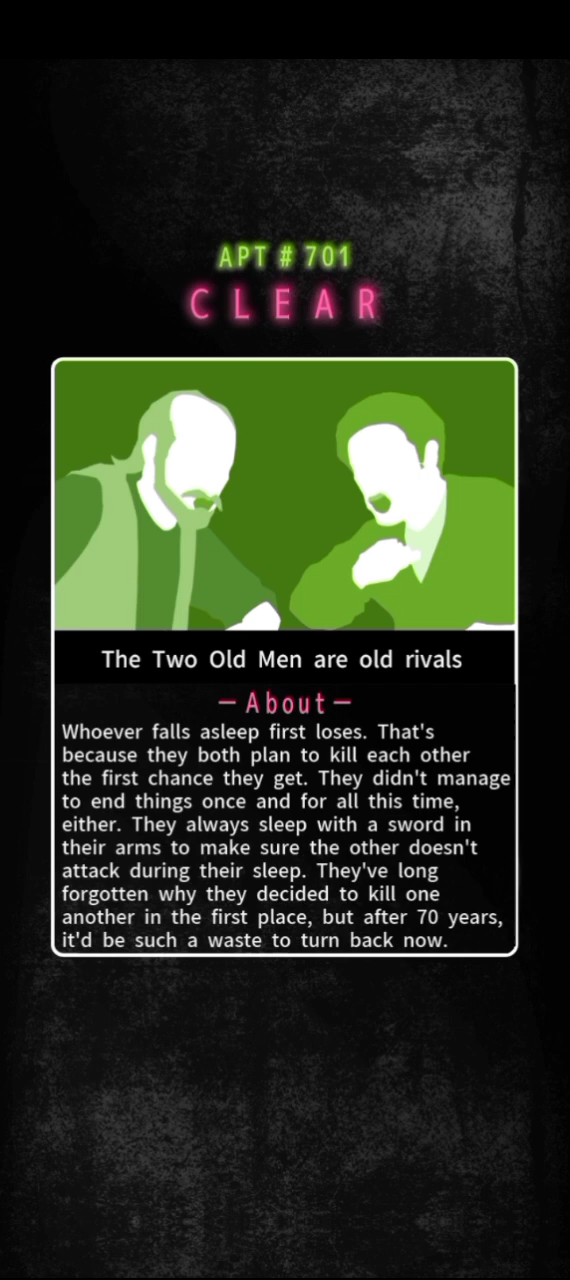 APT # 701
CLEAR
The Two Old Men are old rivals
— About —
Whoever falls asleep first loses. That's
because they both plan to kill each other
the first chance they get. They didn't manage
to end things once and for all this time,
either. They always sleep with a sword in
their arms to make sure the other doesn't
attack during their sleep. They've long
forgotten why they decided to kill one
another in the first place, but after 70 years,
it'd be such a waste to turn back now.